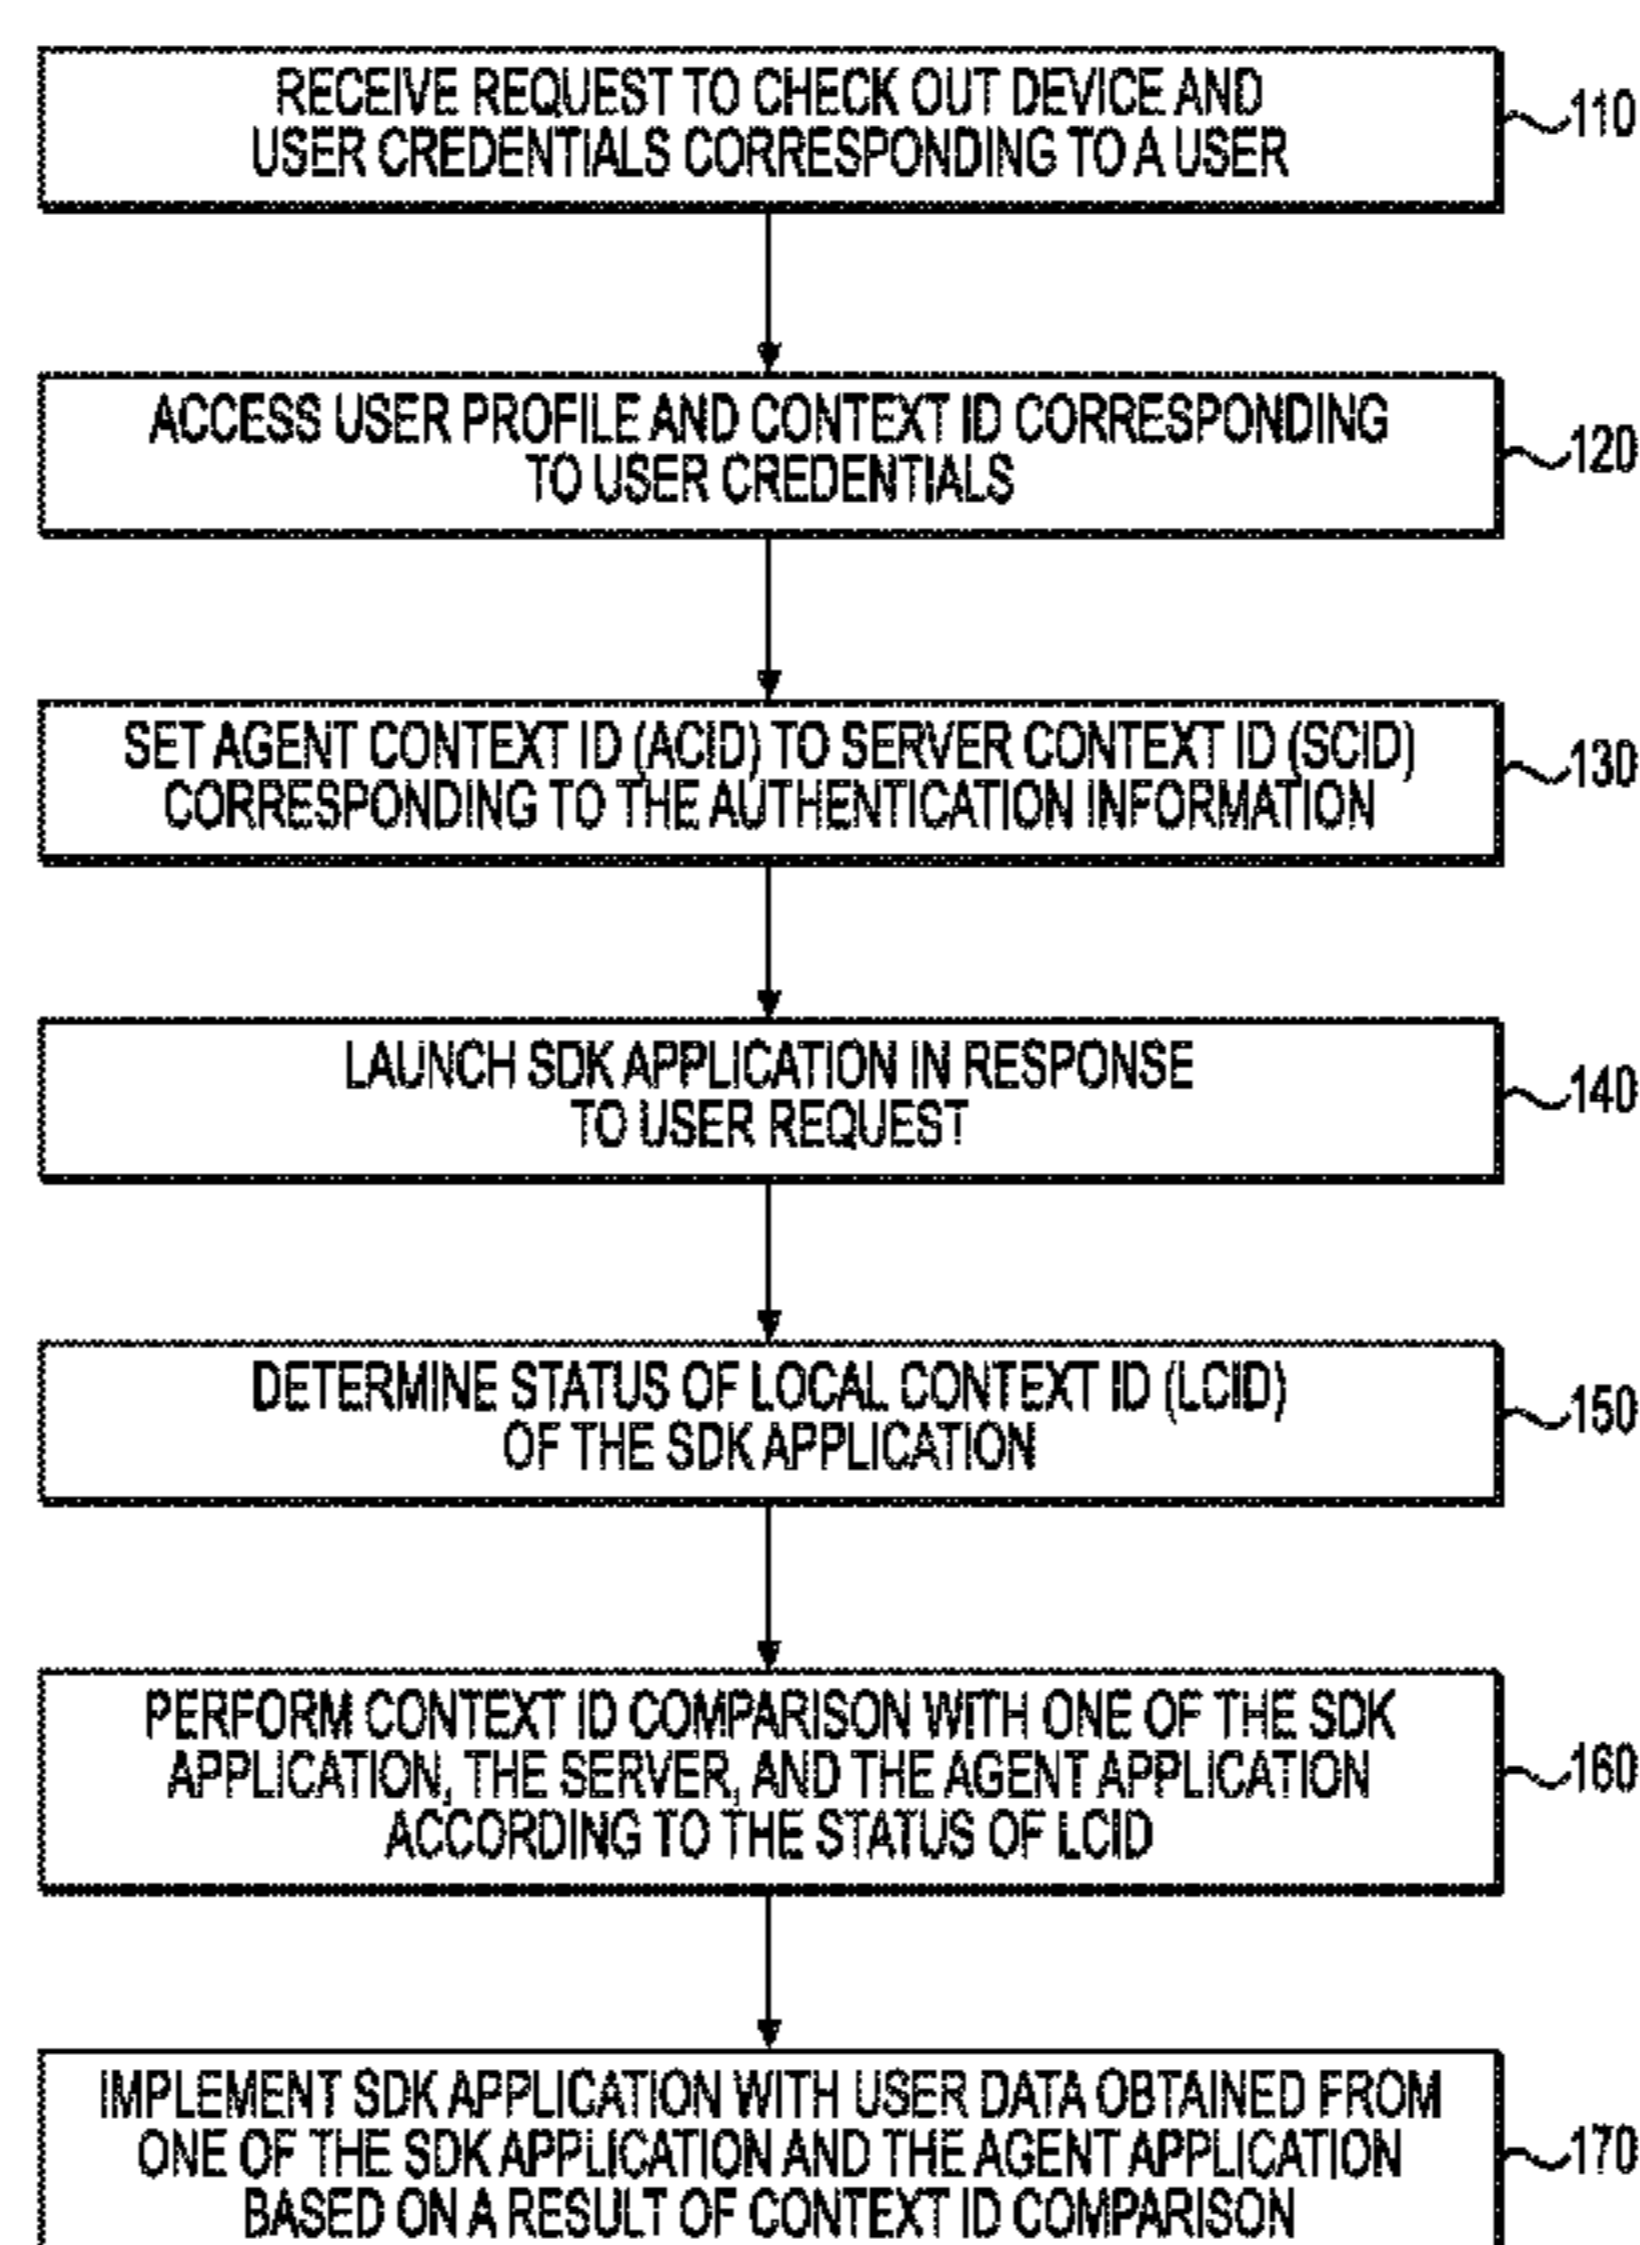 RECEIVE REQUEST TO CHECK OUT DEVICE AND
USER CREDENTIALS CORRESPONDING TO A USER
110
ACCESS USER PROFILE AND CONTEXT ID CORRESPONDING
TO USER CREDENTIALS
120
SET AGENT CONTEXT ID (ACID) TO SERVER CONTEXT ID (SCID)
CORRESPONDING TO THE AUTHENTICATION INFORMATION
130
LAUNCH SDK APPLICATION IN RESPONSE
TO USER REQUEST
140
DETERMINE STATUS OF LOCAL CONTEXT ID (LCID)
OF THE SDK APPLICATION
150
PERFORM CONTEXT ID COMPARISON WITH ONE OF THE SDK
APPLICATION, THE SERVER, AND THE AGENT APPLICATION
ACCORDING TO THE STATUS OF LCID
160
IMPLEMENT SDK APPLICATION WITH USER DATA OBTAINED FROM
ONE OF THE SDK APPLICATION AND THE AGENT APPLICATION
BASED ON A RESULT OF CONTEXT ID COMPARISON
170